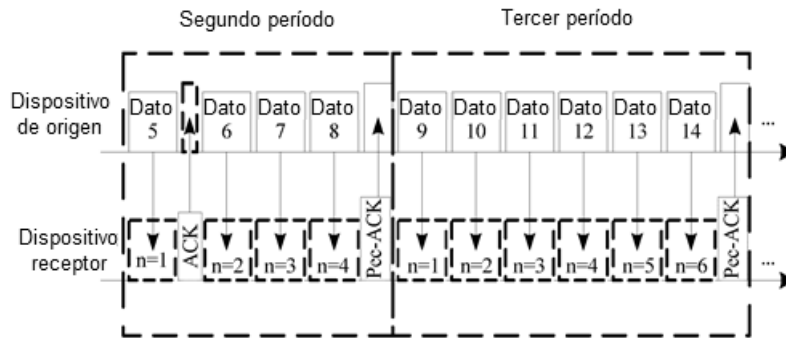 Segundo período
Tercer período
Dispositivo
de origen
Dato
5
Dato
6
Dato
7
Dato
8
Dato
9
Dato
10
Dato
11
Dato
12
Dato
13
Dato
14
...
Dispositivo
receptor
n=1
ACK
n=2
n=3
n=4
Pcc-ACK
n=1
n=2
n=3
n=4
n=5
n=6
Pcc-ACK
...